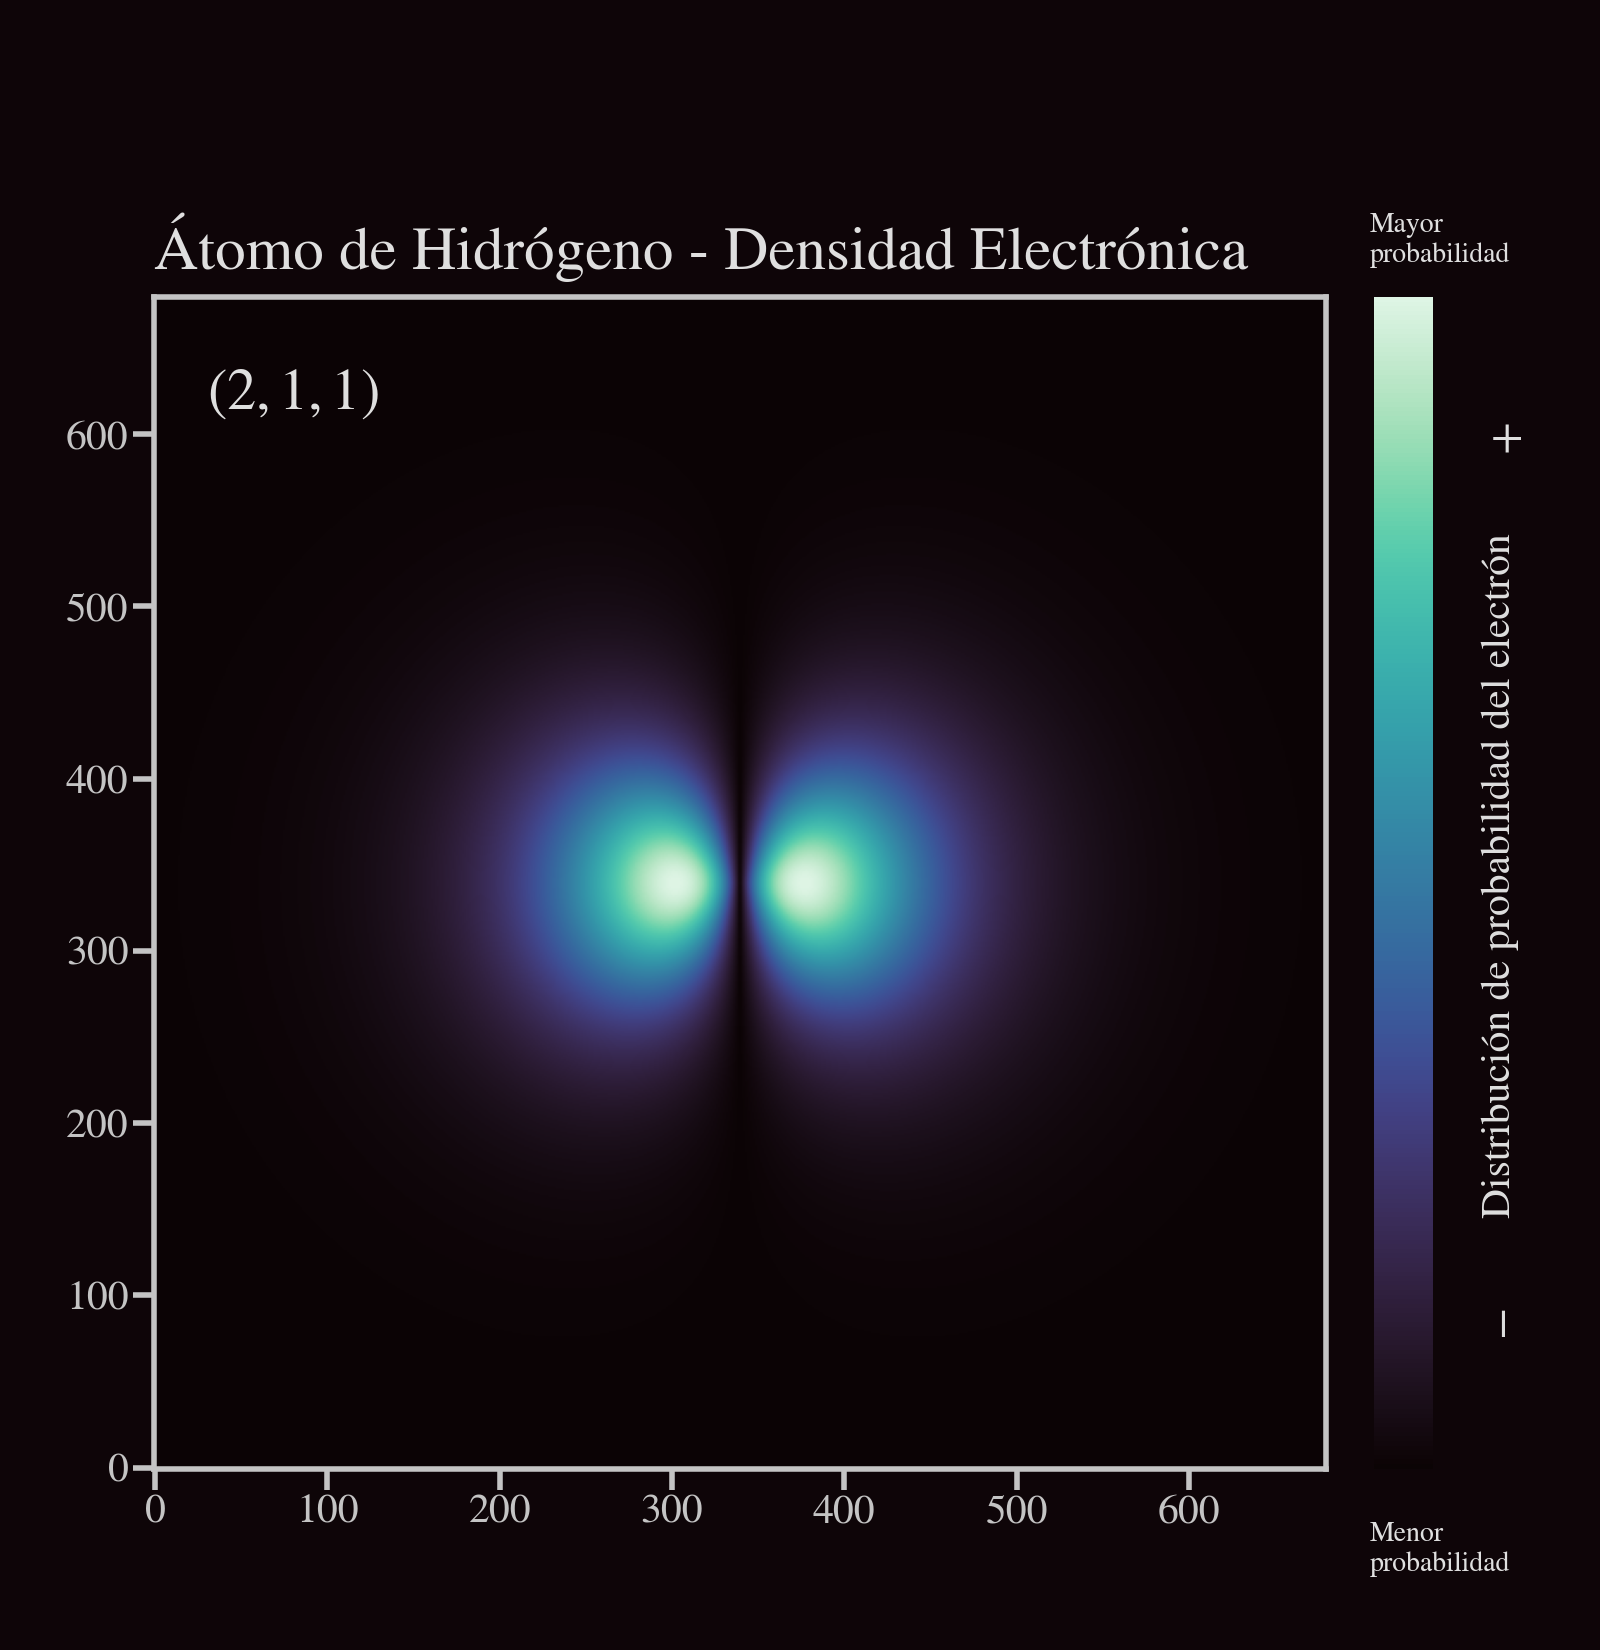 Átomo de Hidrógeno - Densidad Electrónica
Mayor
probabilidad
(2, 1, 1)
600
500
400
300
200
100
0
0 100 200 300 400 500 600
− Distribución de probabilidad del electrón +
Menor
probabilidad